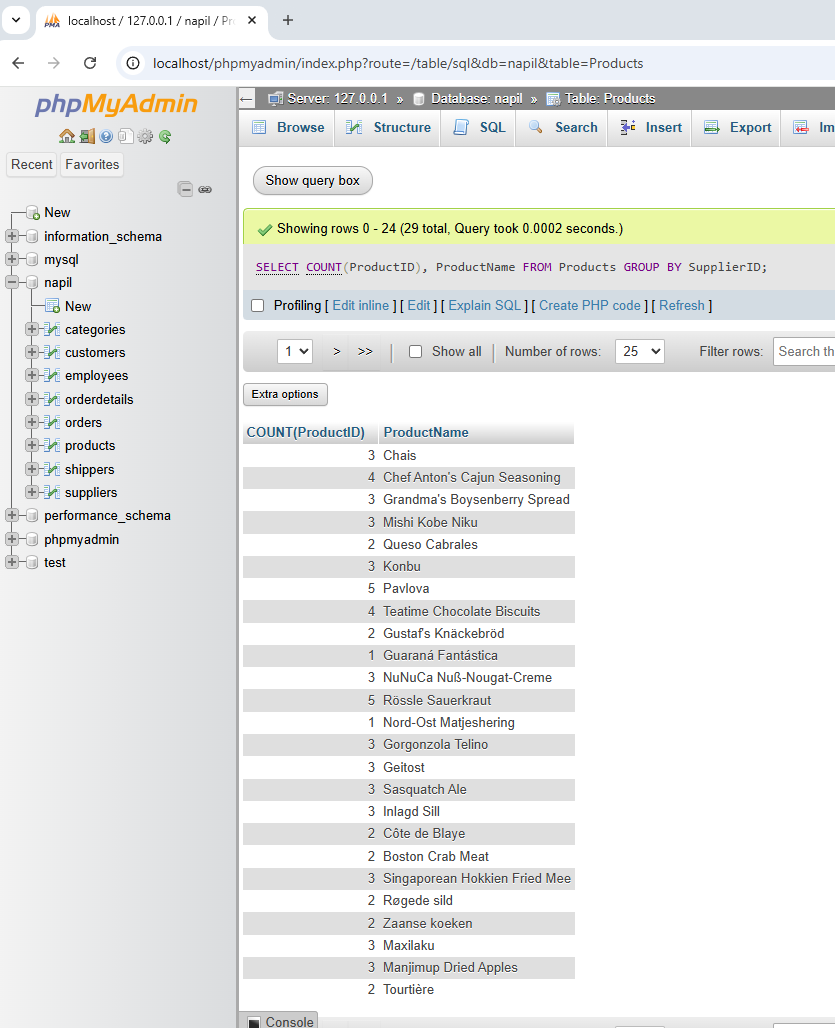 localhost / 127.0.0.1 / napil / Pr
localhost/phpmyadmin/index.php?route=/table/sql&db=napil&table=Products
phpMyAdmin
Recent Favorites
New
information_schema
mysql
napil
New
categories
customers
employees
orderdetails
orders
products
shippers
suppliers
performance_schema
phpmyadmin
test
Server: 127.0.0.1 » Database: napil » Table: Products
Browse Structure SQL Search Insert Export Im
Show query box
Showing rows 0 - 24 (29 total, Query took 0.0002 seconds.)
SELECT COUNT(ProductID), ProductName FROM Products GROUP BY SupplierID;
Profiling [ Edit inline ] [ Edit ] [ Explain SQL ] [ Create PHP code ] [ Refresh ]
1 > >> | Show all | Number of rows: 25 Filter rows: Search th
Extra options
COUNT(ProductID) ProductName
3 Chais
4 Chef Anton's Cajun Seasoning
3 Grandma's Boysenberry Spread
3 Mishi Kobe Niku
2 Queso Cabrales
3 Konbu
5 Pavlova
4 Teatime Chocolate Biscuits
2 Gustaf's Knäckebröd
1 Guaraná Fantástica
3 NuNuCa Nuß-Nougat-Creme
5 Rössle Sauerkraut
1 Nord-Ost Matjeshering
3 Gorgonzola Telino
3 Geitost
3 Sasquatch Ale
3 Inlagd Sill
2 Côte de Blaye
2 Boston Crab Meat
3 Singaporean Hokkien Fried Mee
2 Røgede sild
2 Zaanse koeken
3 Maxilaku
3 Manjimup Dried Apples
2 Tourtière
Console